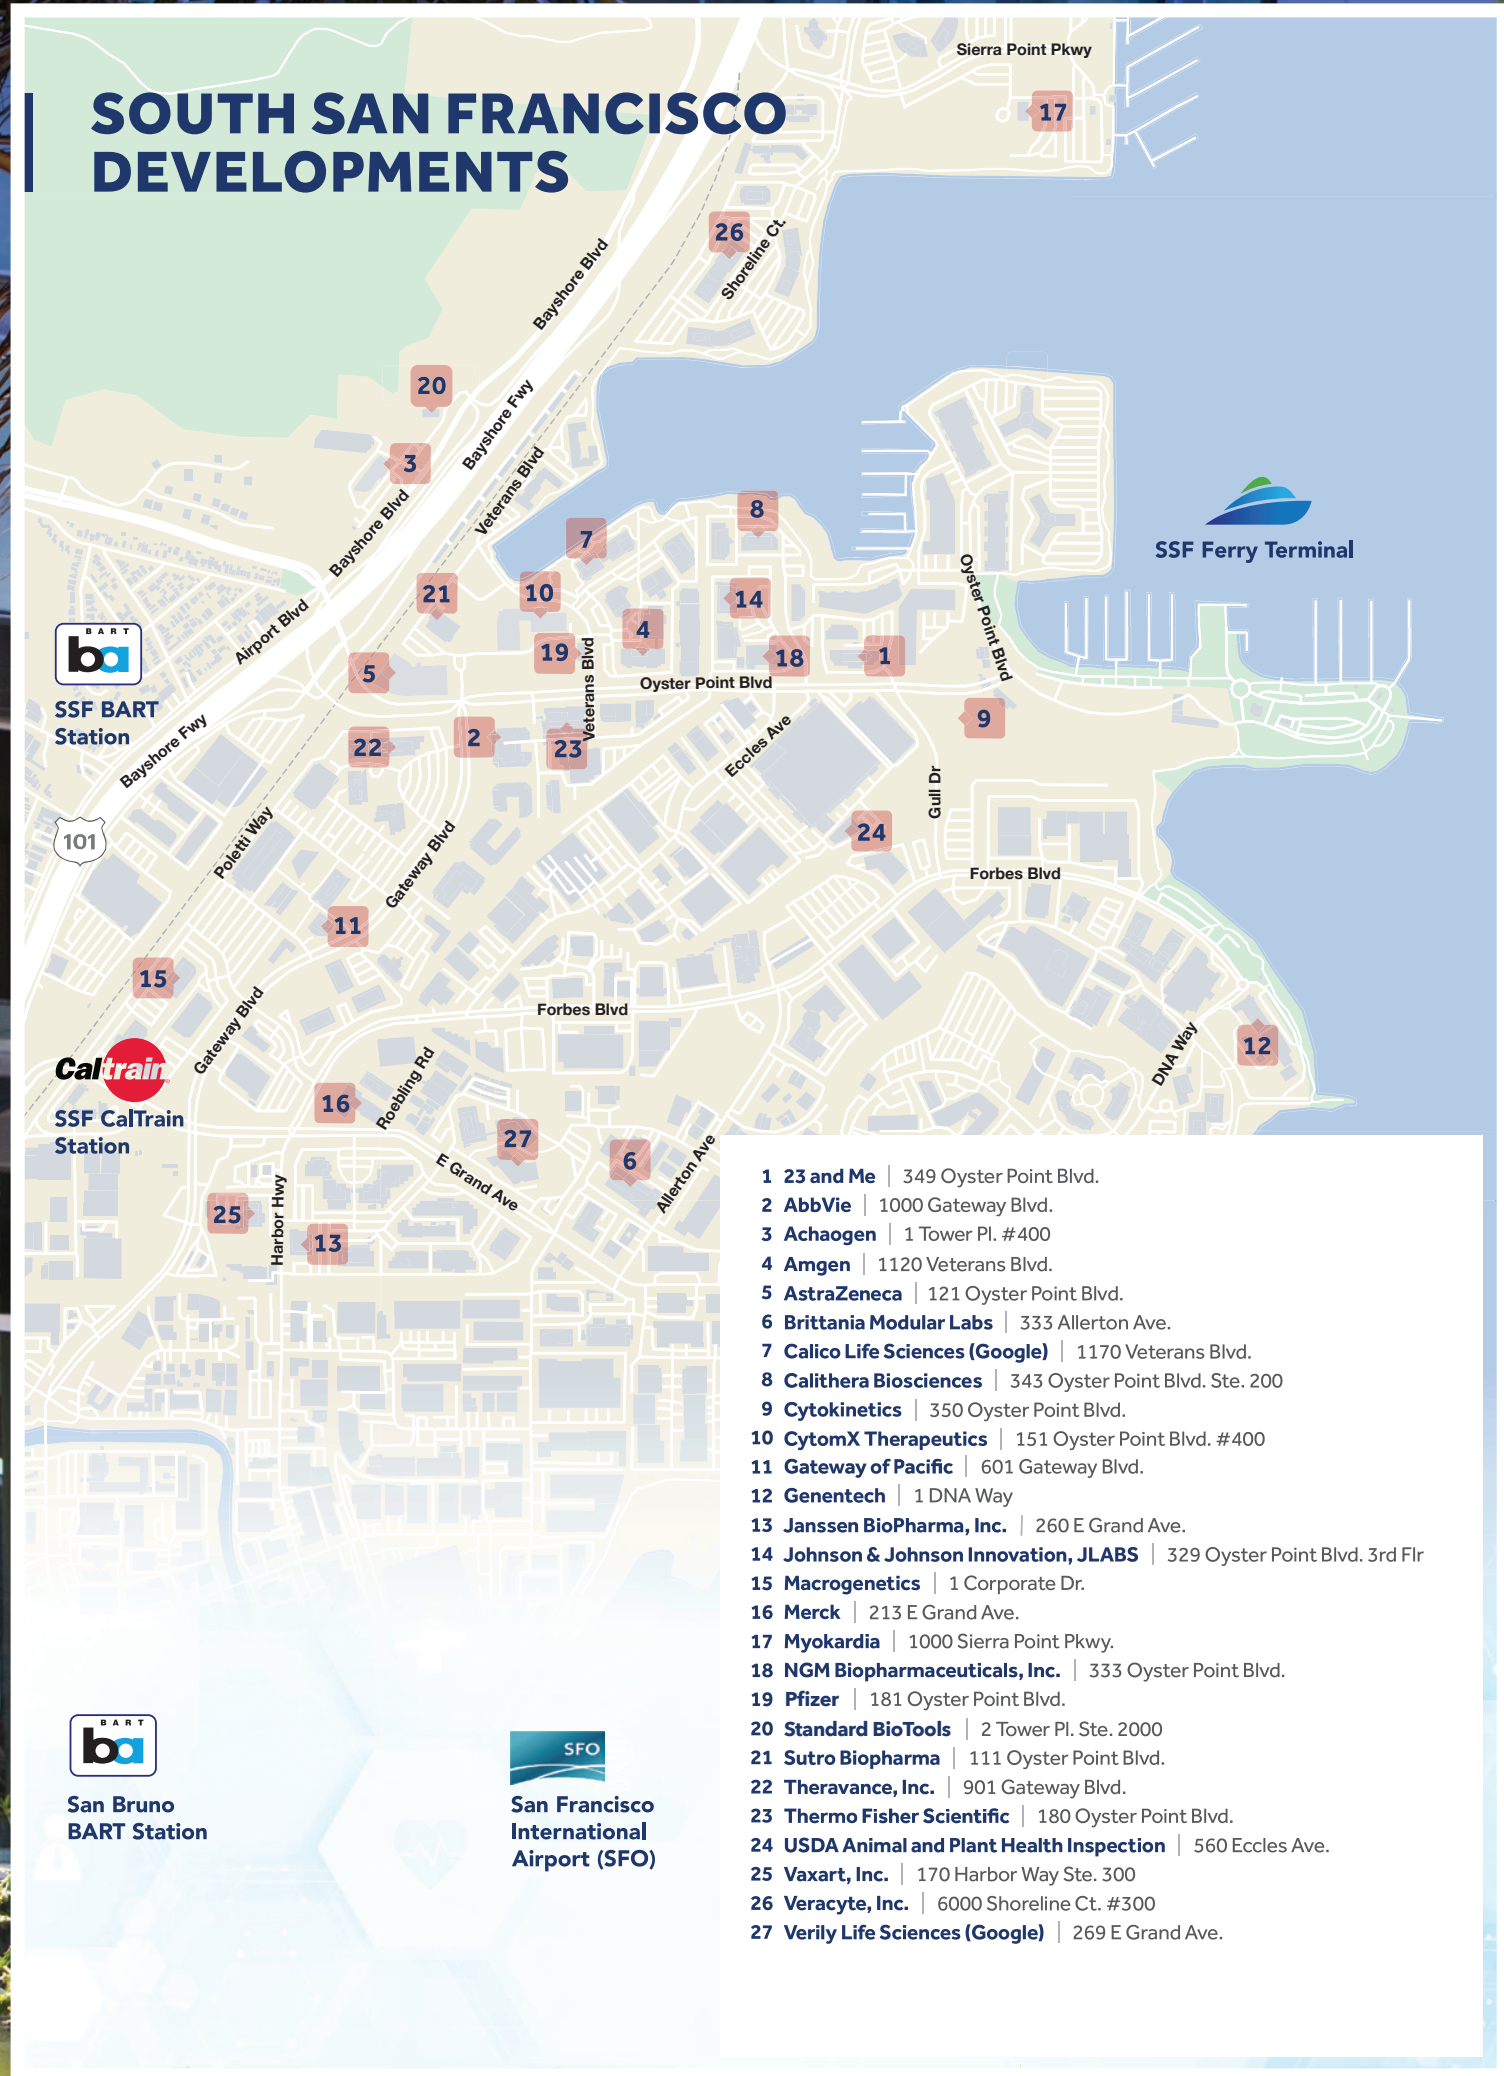 SOUTH SAN FRANCISCO
DEVELOPMENTS
Sierra Point Pkwy
17
26
Shoreline Ct.
Bayshore Blvd
20
Bayshore Fwy
3
Veterans Blvd
Bayshore Blvd
8
7
SSF Ferry Terminal
Oyster Point Blvd
21
10
14
4
Airport Blvd
BART
ba
19
18
1
Veterans Blvd
5
Oyster Point Blvd
SSF BART
Station
9
Bayshore Fwy
22
2
23
Eccles Ave
Gull Dr
101
24
Poletti Way
Gateway Blvd
Forbes Blvd
11
15
Forbes Blvd
Gateway Blvd
DNA Way
12
Caltrain
SSF CalTrain
Station
Roebling Rd
16
27
6
E Grand Ave
Allerton Ave
25
Harbor Hwy
13
1 23 and Me | 349 Oyster Point Blvd.
2 AbbVie | 1000 Gateway Blvd.
3 Achaogen | 1 Tower Pl. #400
4 Amgen | 1120 Veterans Blvd.
5 AstraZeneca | 121 Oyster Point Blvd.
6 Brittania Modular Labs | 333 Allerton Ave.
7 Calico Life Sciences (Google) | 1170 Veterans Blvd.
8 Calithera Biosciences | 343 Oyster Point Blvd. Ste. 200
9 Cytokinetics | 350 Oyster Point Blvd.
10 CytomX Therapeutics | 151 Oyster Point Blvd. #400
11 Gateway of Pacific | 601 Gateway Blvd.
12 Genentech | 1 DNA Way
13 Janssen BioPharma, Inc. | 260 E Grand Ave.
14 Johnson & Johnson Innovation, JLABS | 329 Oyster Point Blvd. 3rd Flr
15 Macrogenetics | 1 Corporate Dr.
16 Merck | 213 E Grand Ave.
17 Myokardia | 1000 Sierra Point Pkwy.
18 NGM Biopharmaceuticals, Inc. | 333 Oyster Point Blvd.
19 Pfizer | 181 Oyster Point Blvd.
20 Standard BioTools | 2 Tower Pl. Ste. 2000
21 Sutro Biopharma | 111 Oyster Point Blvd.
22 Theravance, Inc. | 901 Gateway Blvd.
23 Thermo Fisher Scientific | 180 Oyster Point Blvd.
24 USDA Animal and Plant Health Inspection | 560 Eccles Ave.
25 Vaxart, Inc. | 170 Harbor Way Ste. 300
26 Veracyte, Inc. | 6000 Shoreline Ct. #300
27 Verily Life Sciences (Google) | 269 E Grand Ave.
BART
ba
San Bruno
BART Station
SFO
San Francisco
International
Airport (SFO)